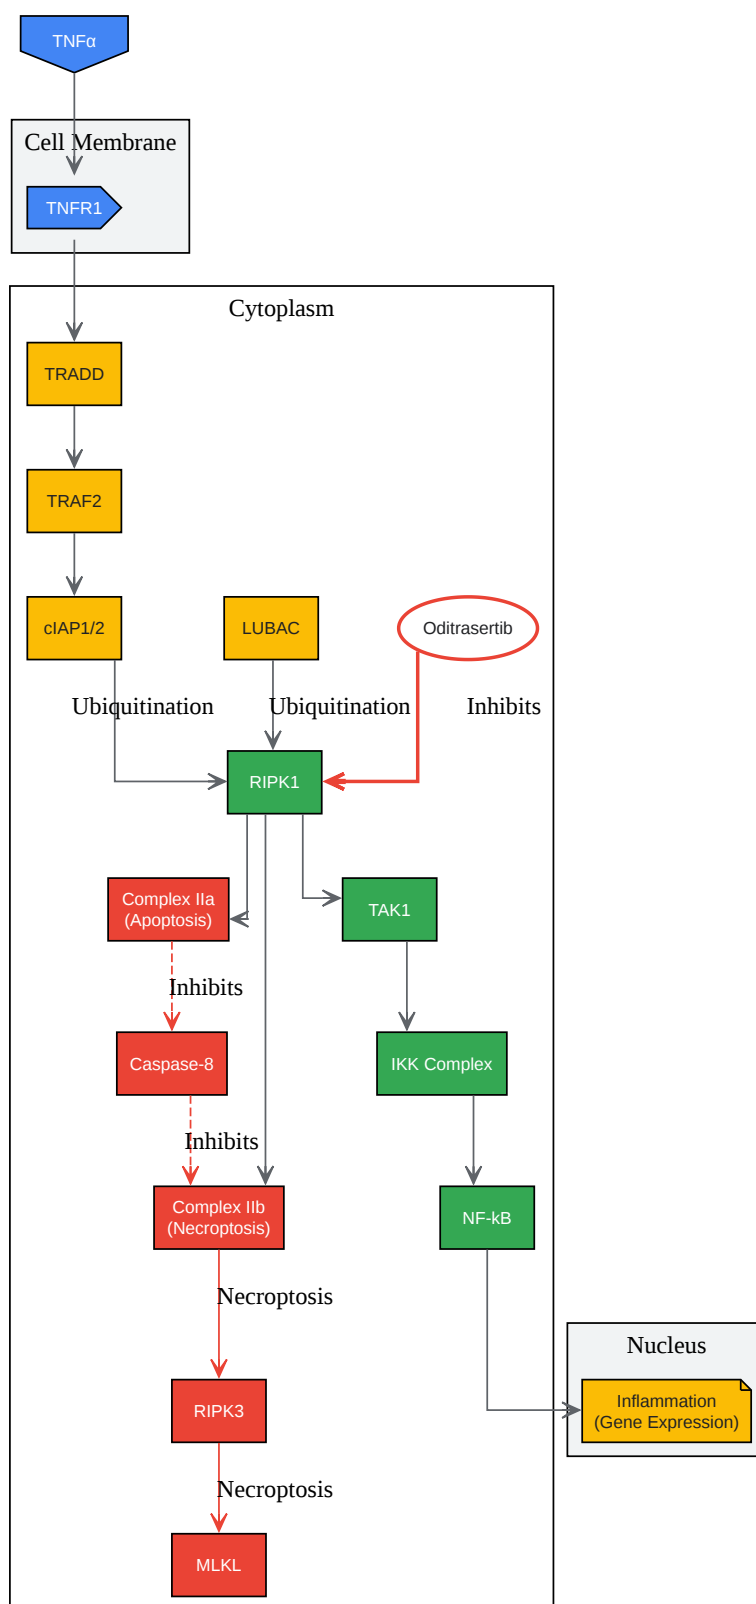 TNFα
Cell Membrane
TNFR1
Cytoplasm
TRADD
TRAF2
cIAP1/2
LUBAC
Oditrasertib
Ubiquitination
Ubiquitination
Inhibits
RIPK1
Complex IIa
(Apoptosis)
TAK1
Inhibits
Caspase-8
IKK Complex
Inhibits
Complex IIb
(Necroptosis)
NF-kB
Necroptosis
Nucleus
Inflammation
(Gene Expression)
RIPK3
Necroptosis
MLKL